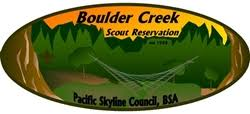 Boulder Creek
Scout Reservation
Pacific Skyline Council, BSA